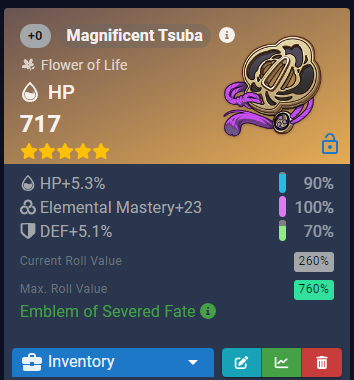 +0 Magnificent Tsuba
Flower of Life
HP
717
HP+5.3% 90%
Elemental Mastery+23 100%
DEF+5.1% 70%
Current Roll Value 260%
Max. Roll Value 760%
Emblem of Severed Fate
Inventory